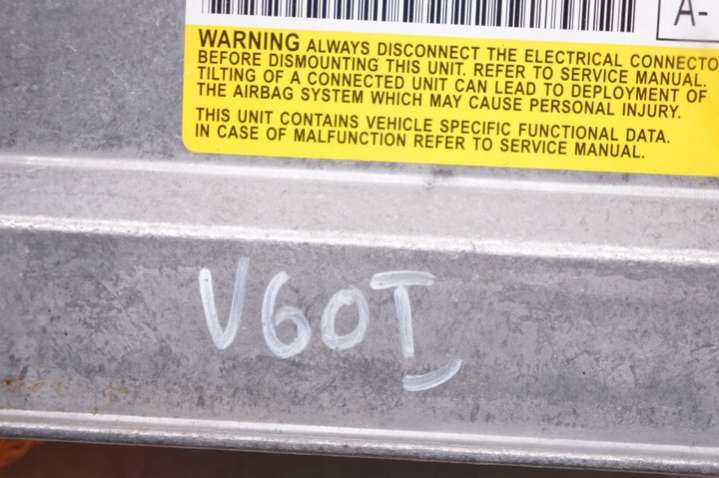 A-
WARNING ALWAYS DISCONNECT THE ELECTRICAL CONNECTO
BEFORE DISMOUNTING THIS UNIT. REFER TO SERVICE MANUAL.
TILTING OF A CONNECTED UNIT CAN LEAD TO DEPLOYMENT OF
THE AIRBAG SYSTEM WHICH MAY CAUSE PERSONAL INJURY.
THIS UNIT CONTAINS VEHICLE SPECIFIC FUNCTIONAL DATA.
IN CASE OF MALFUNCTION REFER TO SERVICE MANUAL.
V60I